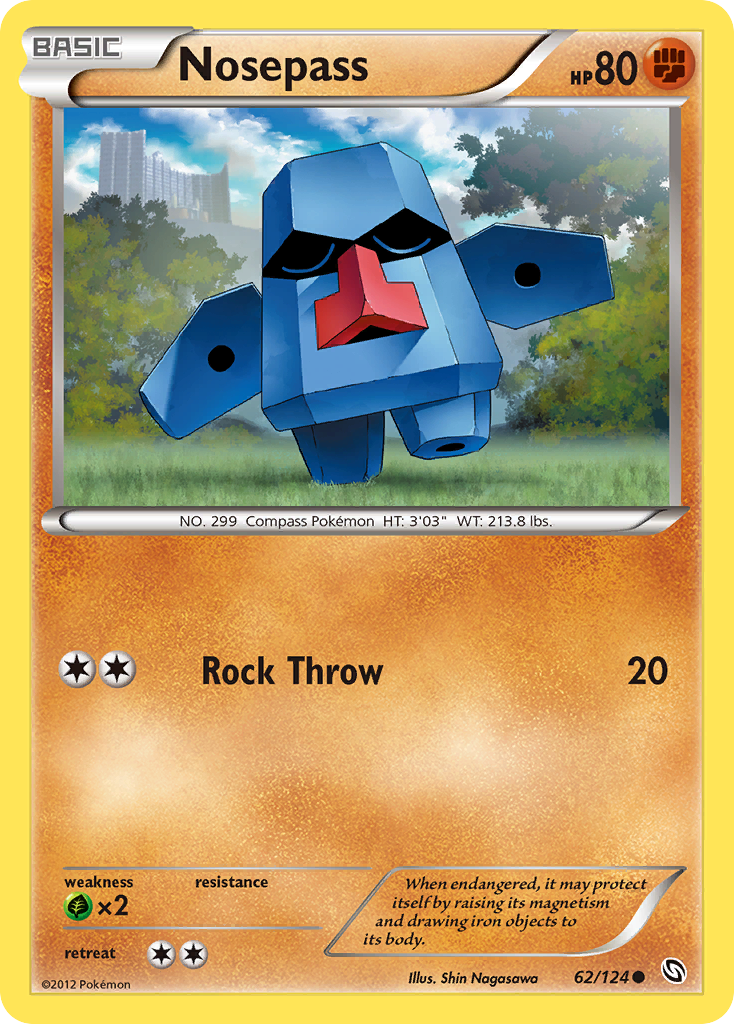 BASIC
Nosepass
HP80
NO. 299 Compass Pokémon HT: 3'03" WT: 213.8 lbs.
Rock Throw 20
weakness resistance
×2
retreat
When endangered, it may protect
itself by raising its magnetism
and drawing iron objects to
its body.
©2012 Pokémon
Illus. Shin Nagasawa
62/124